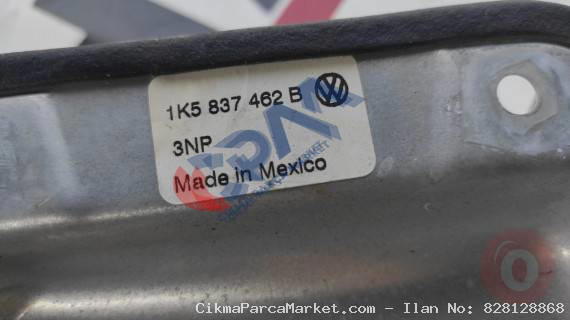 1K5 837 462 B
3NP
Made in Mexico
CikmaParcaMarket.com - Ilan No: 828128868